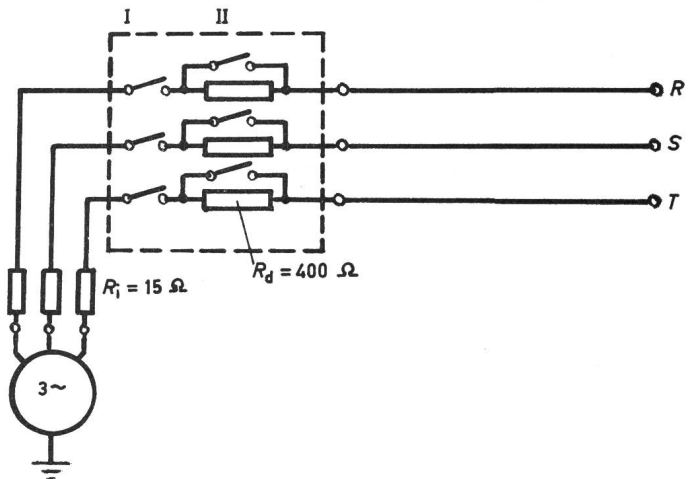 I II
R
S
T
R_i = 15 Ω
R_d = 400 Ω
3~